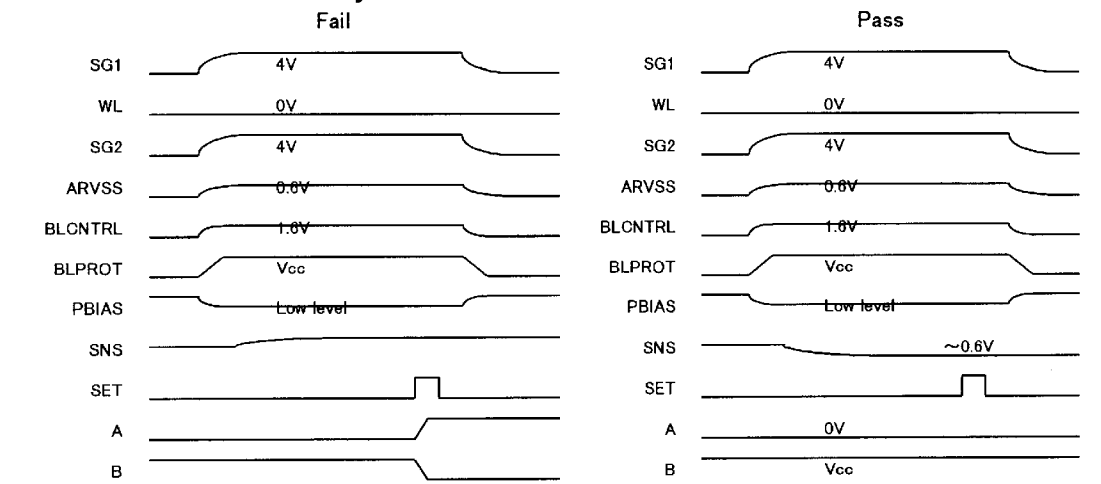 Fail
SG1 4V
WL 0V
SG2 4V
ARVSS 0.6V
BLCNTRL 1.6V
BLPROT Vcc
PBIAS Low level
SNS
SET
A
B
Pass
SG1 4V
WL 0V
SG2 4V
ARVSS 0.6V
BLCNTRL 1.6V
BLPROT Vcc
PBIAS Low level
SNS ~0.6V
SET
A 0V
B Vcc